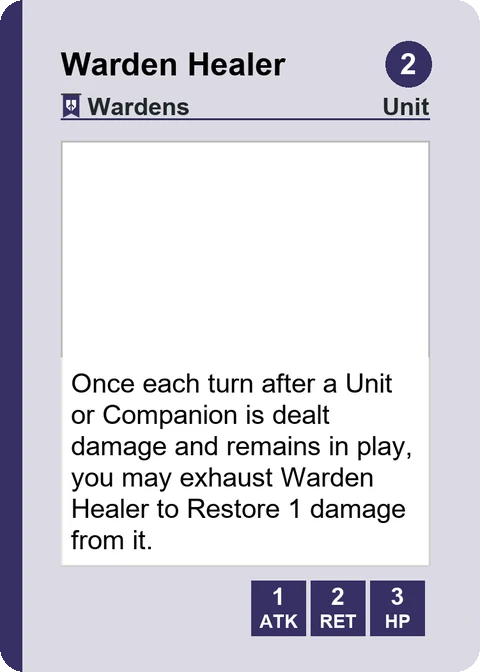 Warden Healer 2
Wardens Unit
Once each turn after a Unit
or Companion is dealt
damage and remains in play,
you may exhaust Warden
Healer to Restore 1 damage
from it.
1 2 3
ATK RET HP